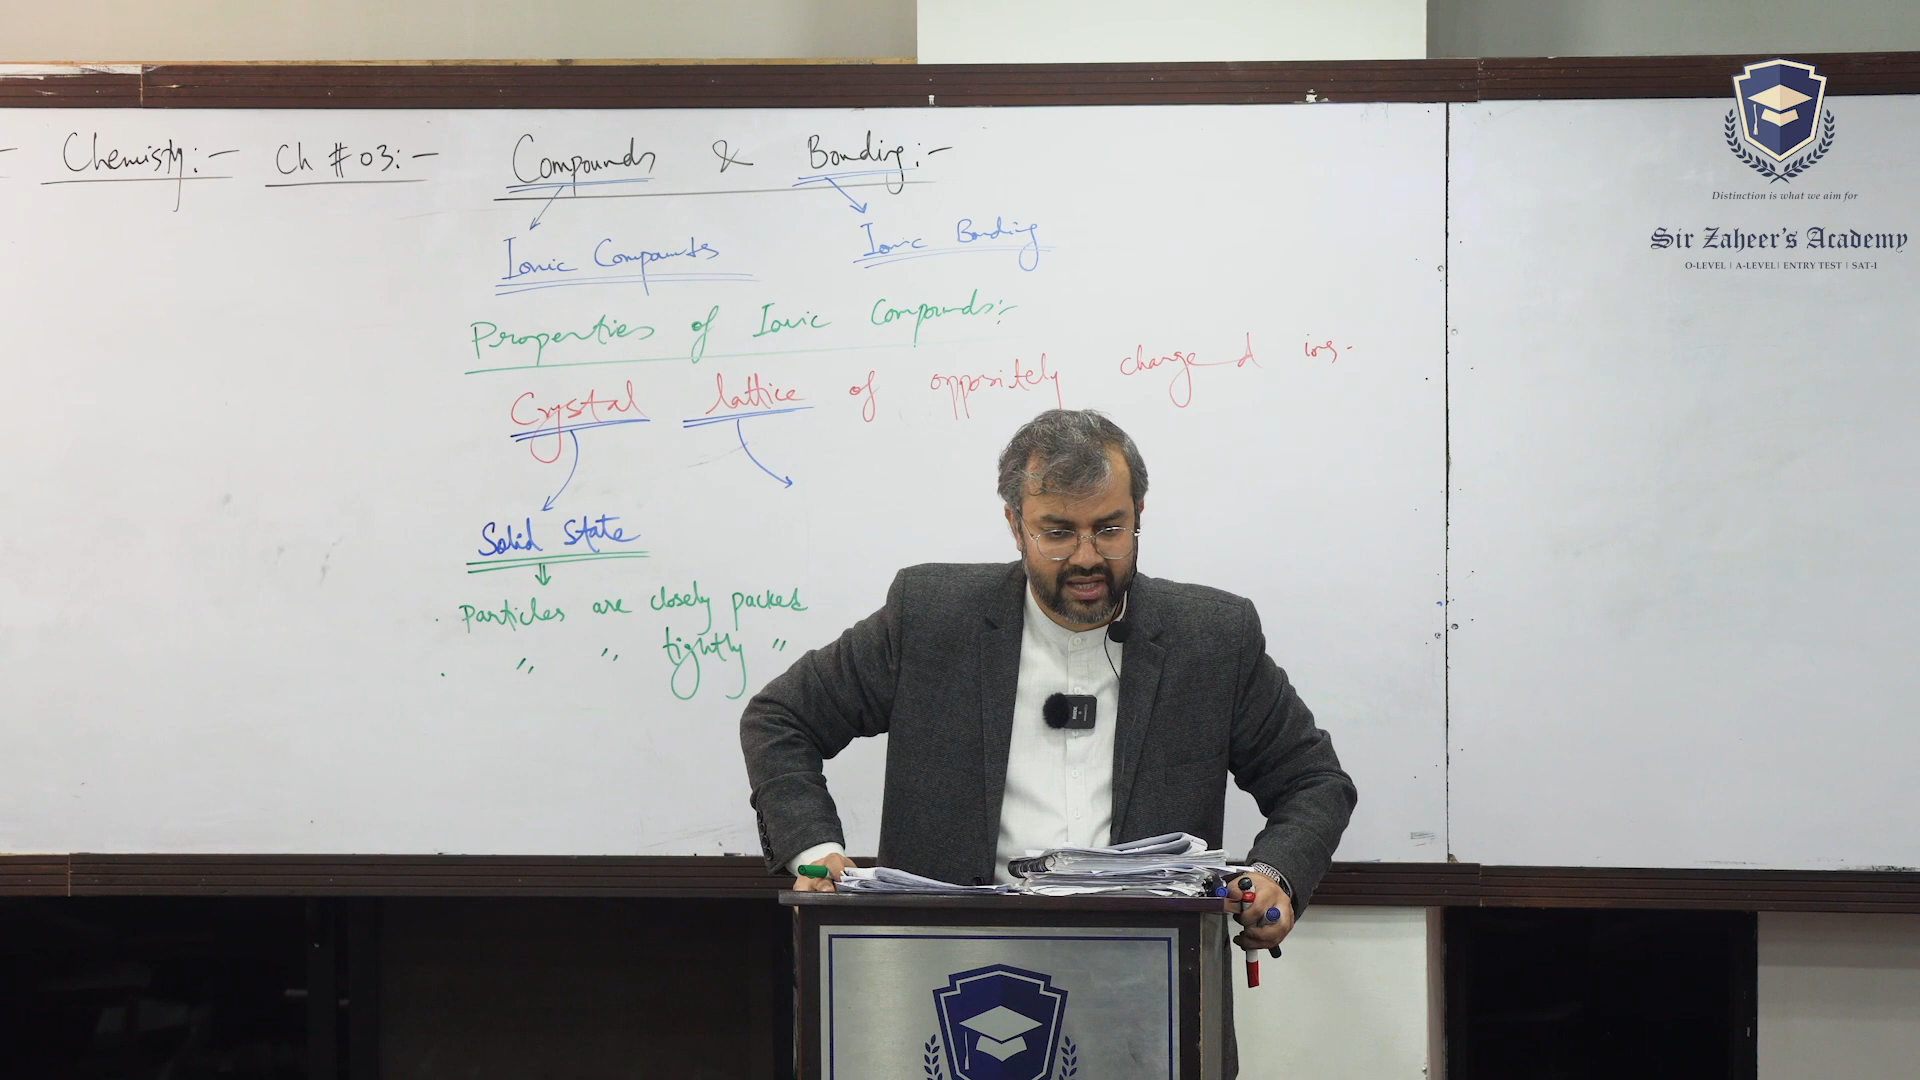 Chemistry:- Ch # 03:- Compounds & Bonding:-
Ionic Compounds Ionic Bonding
Properties of Ionic Compounds:-
Crystal lattice of oppositely charged ions.
Solid State
. Particles are closely packed
. " " tightly "
Distinction is what we aim for
Sir Zaheer's Academy
O-LEVEL | A-LEVEL | ENTRY TEST | SAT-I